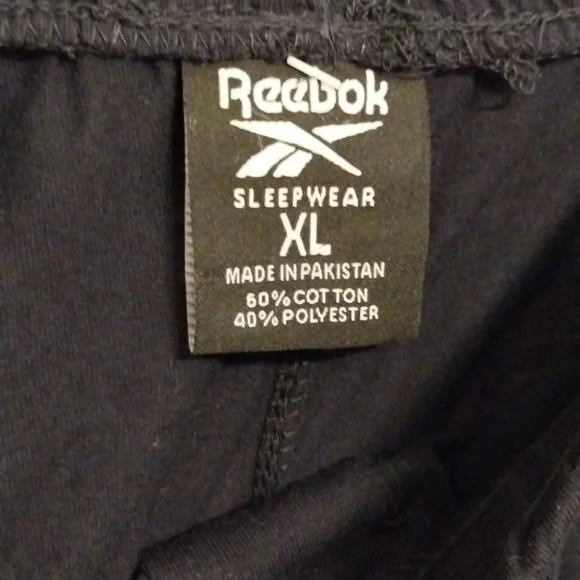 Reebok
SLEEPWEAR
XL
MADE IN PAKISTAN
60% COTTON
40% POLYESTER